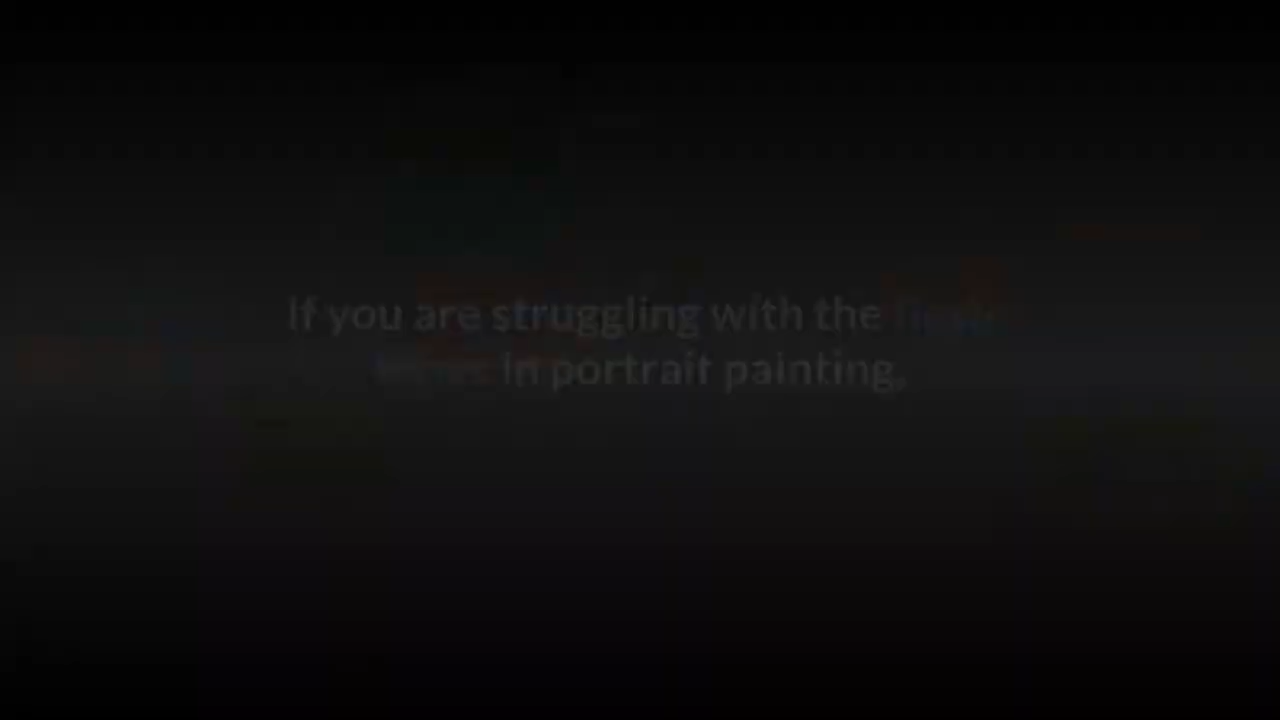 If you are struggling with the
in portrait painting,